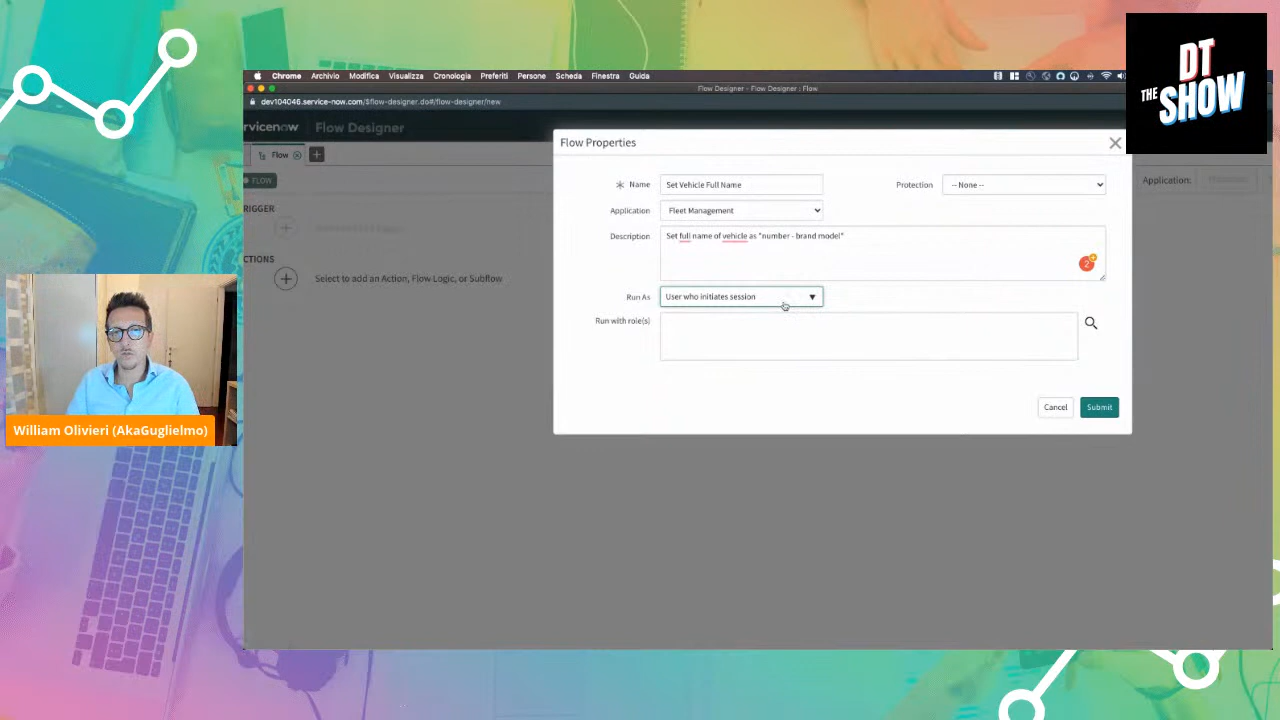 DT
THE SHOW
Chrome Archivio Modifica Visualizza Cronologia Preferiti Persone Scheda Finestra Guida
Flow Designer - Flow Designer : Flow
dev104046.service-now.com/$flow-designer.do#/flow-designer/new
rvicenow Flow Designer
Flow
FLOW
Application:
Flow Properties
Name Set Vehicle Full Name Protection -- None --
Application Fleet Management
Description Set full name of vehicle as "number - brand model"
2
Run As User who initiates session
Run with role(s)
Cancel Submit
RIGGER
CTIONS
Select to add an Action, Flow Logic, or Subflow
William Olivieri (AkaGuglielmo)